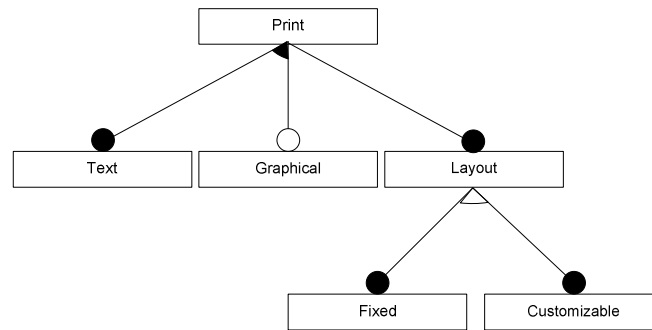 Print
Text
Graphical
Layout
Fixed
Customizable